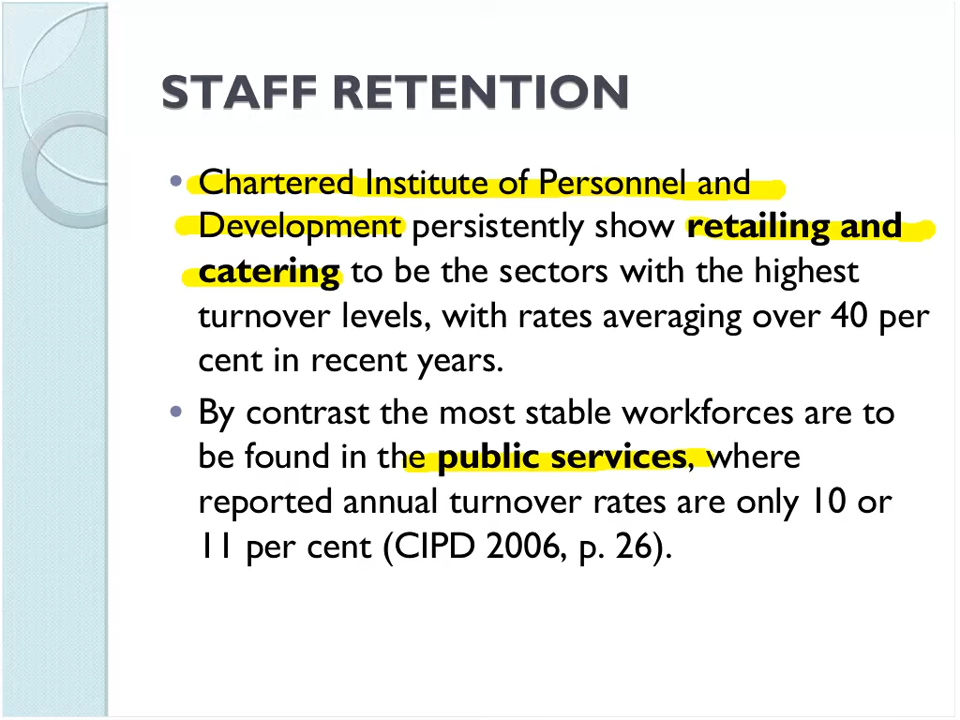 STAFF RETENTION
• Chartered Institute of Personnel and
Development persistently show retailing and
catering to be the sectors with the highest
turnover levels, with rates averaging over 40 per
cent in recent years.
• By contrast the most stable workforces are to
be found in the public services, where
reported annual turnover rates are only 10 or
11 per cent (CIPD 2006, p. 26).